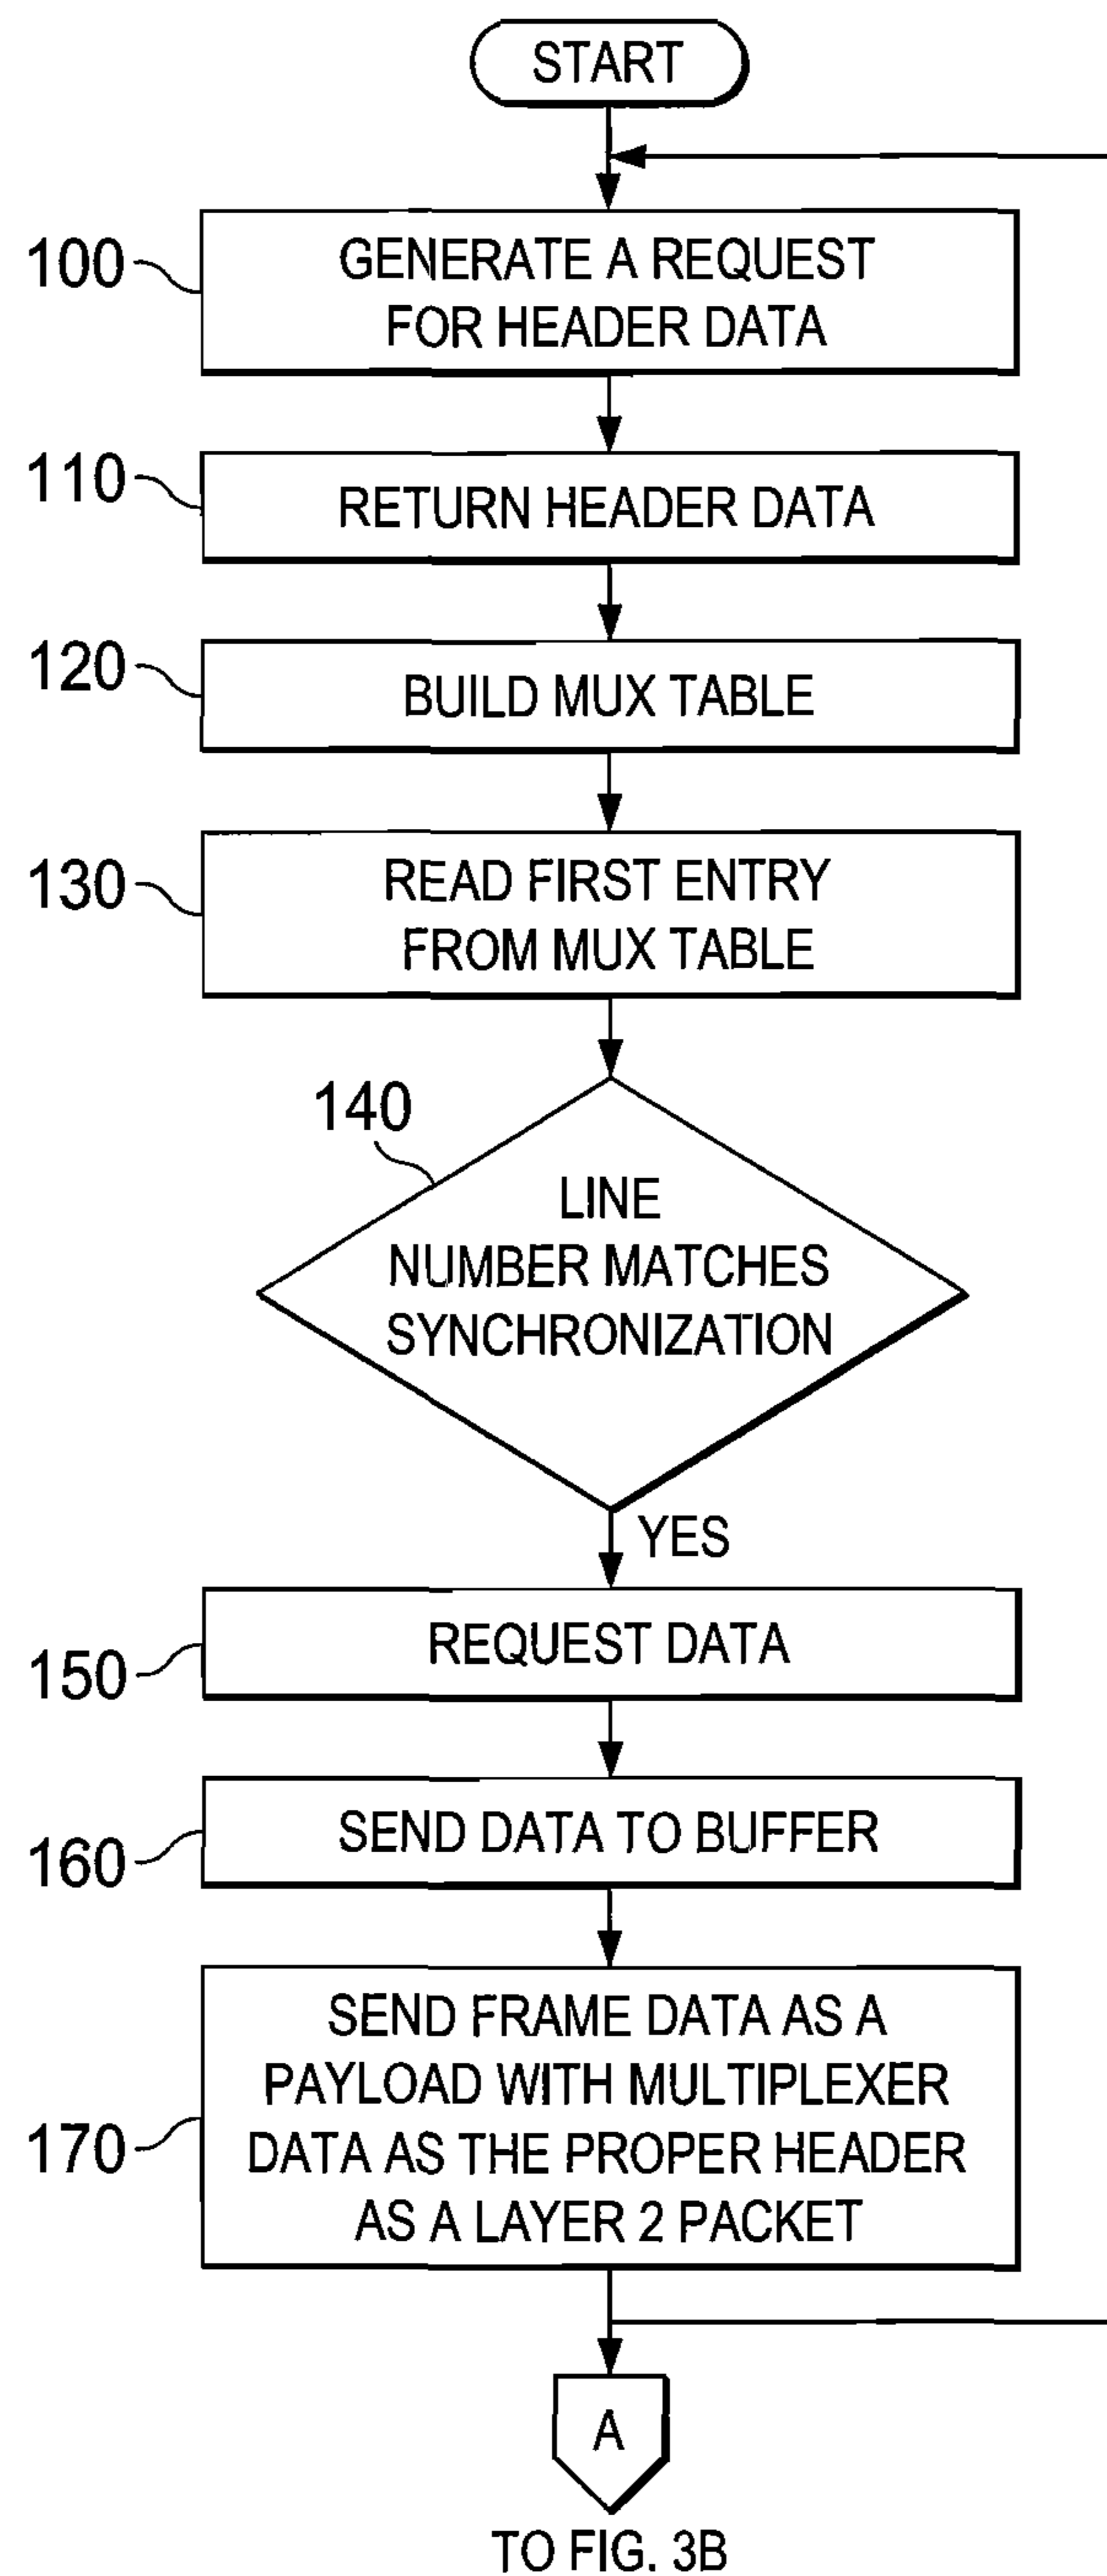 START
100
GENERATE A REQUEST
FOR HEADER DATA
110
RETURN HEADER DATA
120
BUILD MUX TABLE
130
READ FIRST ENTRY
FROM MUX TABLE
140
LINE
NUMBER MATCHES
SYNCHRONIZATION
YES
150
REQUEST DATA
160
SEND DATA TO BUFFER
170
SEND FRAME DATA AS A
PAYLOAD WITH MULTIPLEXER
DATA AS THE PROPER HEADER
AS A LAYER 2 PACKET
A
TO FIG. 3B